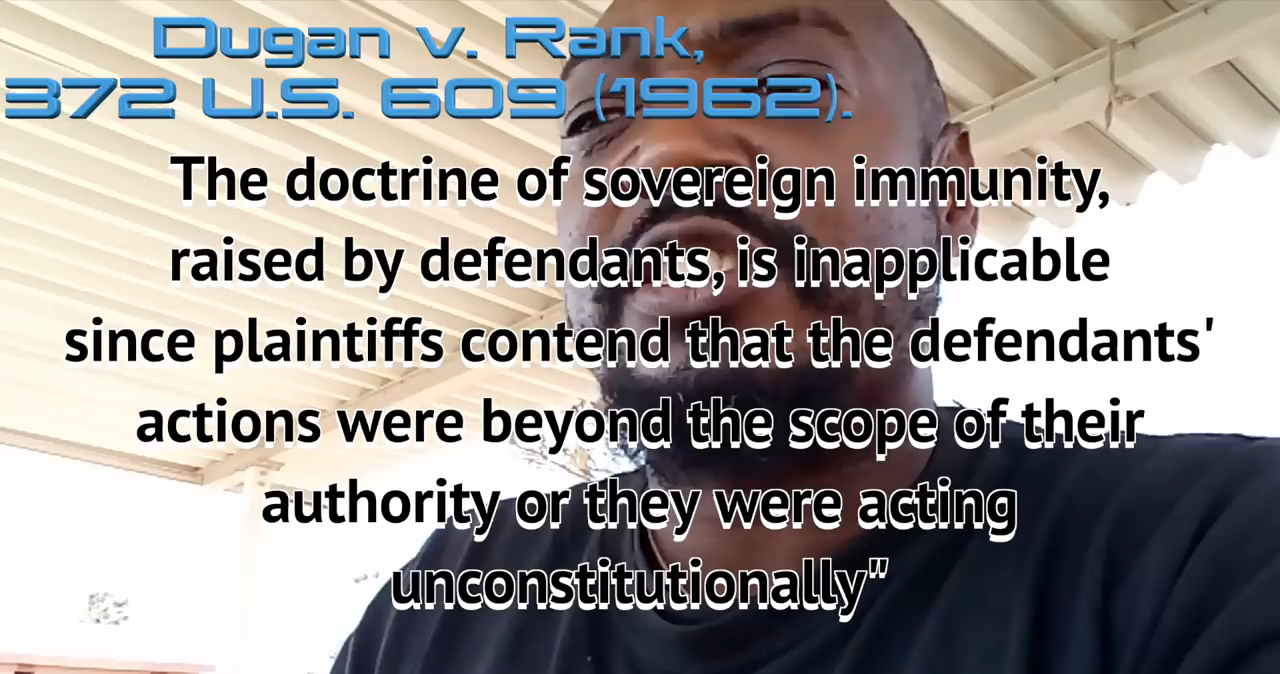 Dugan v. Rank,
372 U.S. 609 (1962).
The doctrine of sovereign immunity,
raised by defendants, is inapplicable
since plaintiffs contend that the defendants'
actions were beyond the scope of their
authority or they were acting
unconstitutionally"